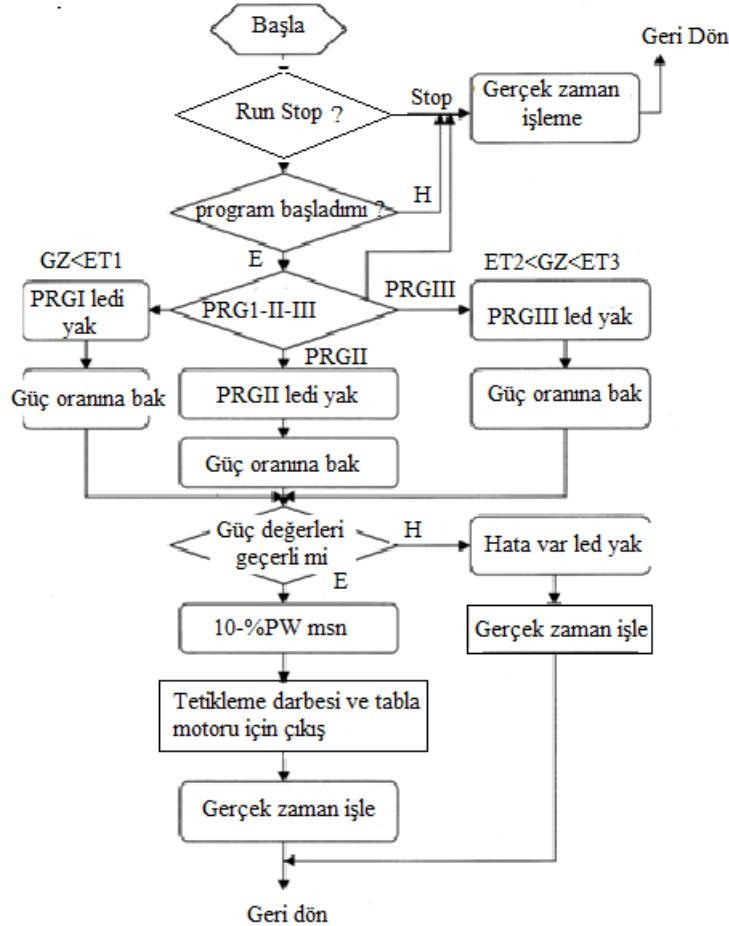 Başla
Geri Dön
Run Stop ?
Stop
Gerçek zaman
işleme
program başladımı ?
H
E
GZ<ET1
ET2<GZ<ET3
PRGI ledi
yak
PRG1-II-III
PRGIII
PRGIII led yak
PRGII
Güç oranına bak
PRGII ledi yak
Güç oranına bak
Güç oranına bak
Güç değerleri
geçerli mi
H
Hata var led yak
E
10-%PW msn
Gerçek zaman işle
Tetikleme darbesi ve tabla
motoru için çıkış
Gerçek zaman işle
Geri dön